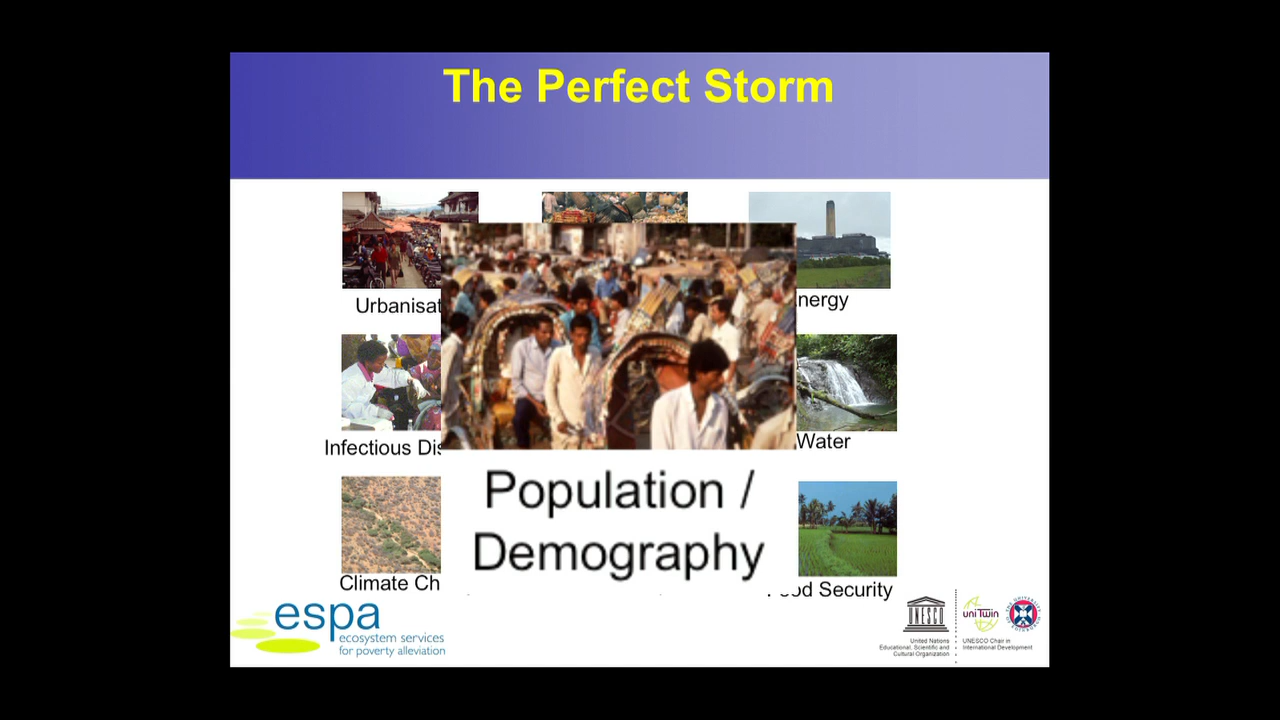 The Perfect Storm
Urbanisat
nergy
Infectious Dis
Water
Population /
Demography
Climate Ch
Food Security
espa
ecosystem services
for poverty alleviation
UNESCO
United Nations
Educational, Scientific and
Cultural Organization
uniTwin
UNESCO Chair in
International Development